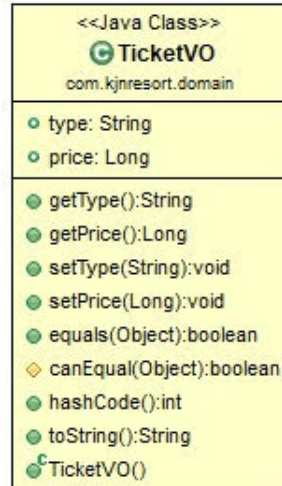 <<Java Class>>
TicketVO
com.kjnresort.domain
type: String
price: Long
getType():String
getPrice():Long
setType(String):void
setPrice(Long):void
equals(Object):boolean
canEqual(Object):boolean
hashCode():int
toString():String
TicketVO()